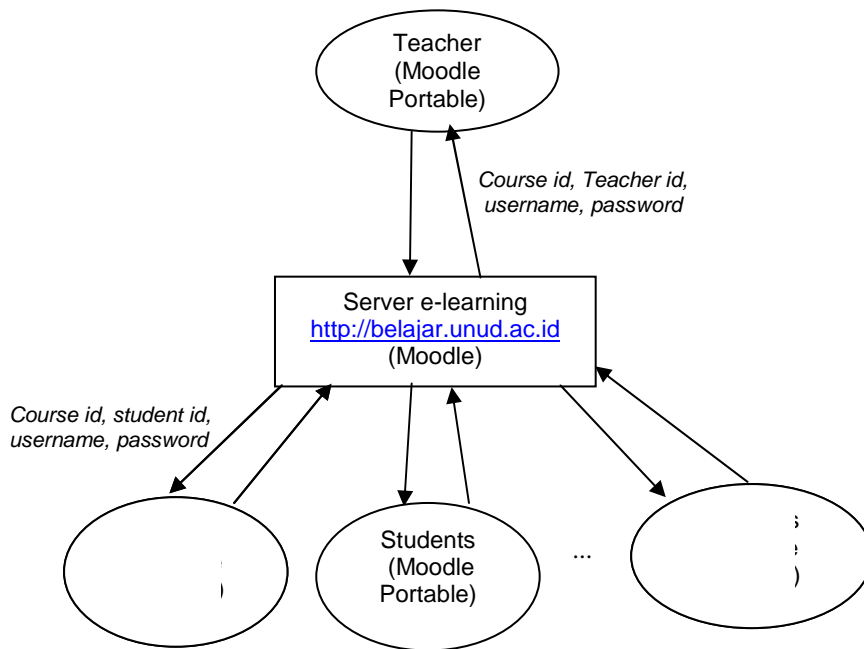 Teacher
(Moodle
Portable)
Course id, Teacher id,
username, password
Server e-learning
http://belajar.unud.ac.id
(Moodle)
Course id, student id,
username, password
Students
(Moodle
Portable)
...